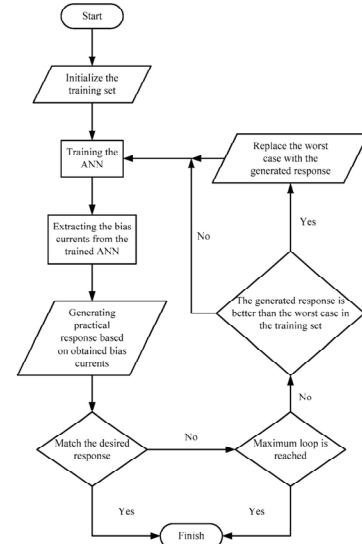 Start
Initialize the
training set
Training the
ANN
Extracting the bias
currents from the
trained ANN
Generating
practical
response based
on obtained bias
currents
Match the desired
response
No
Yes
Maximum loop is
reached
Yes
No
The generated response is
better than the worst case in
the training set
No
Yes
Replace the worst
case with the
generated response
Finish